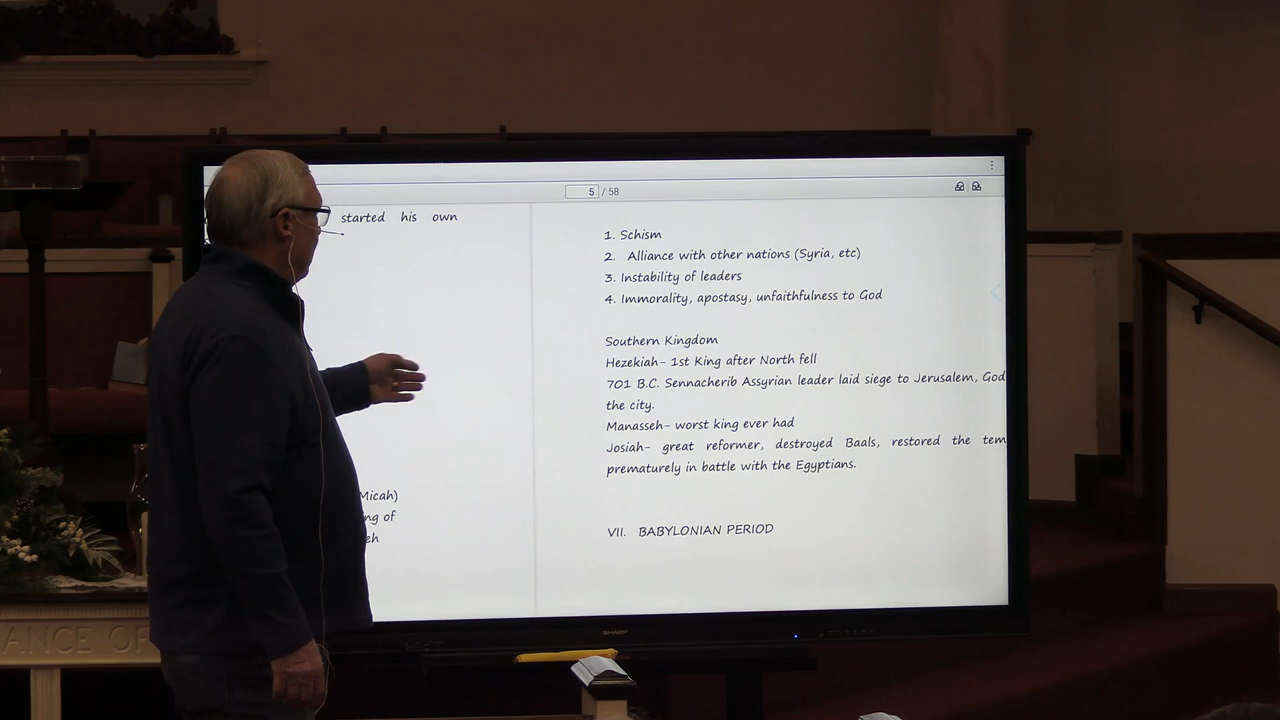 5 / 58
started his own
Micah)
ng of
eh
1. Schism
2. Alliance with other nations (Syria, etc)
3. Instability of leaders
4. Immorality, apostasy, unfaithfulness to God
Southern Kingdom
Hezekiah- 1st King after North fell
701 B.C. Sennacherib Assyrian leader laid siege to Jerusalem, God
the city.
Manasseh- worst king ever had
Josiah- great reformer, destroyed Baals, restored the tem
prematurely in battle with the Egyptians.
VII. BABYLONIAN PERIOD
SHARP
ANCE OF